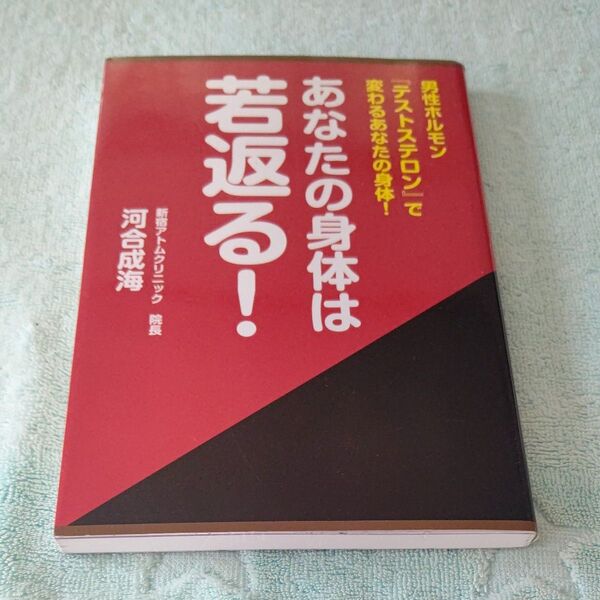 男性ホルモン
『テストステロン』で
変わるあなたの身体！
あなたの身体は
若返る！
新宿アトムクリニック 院長
河合成海